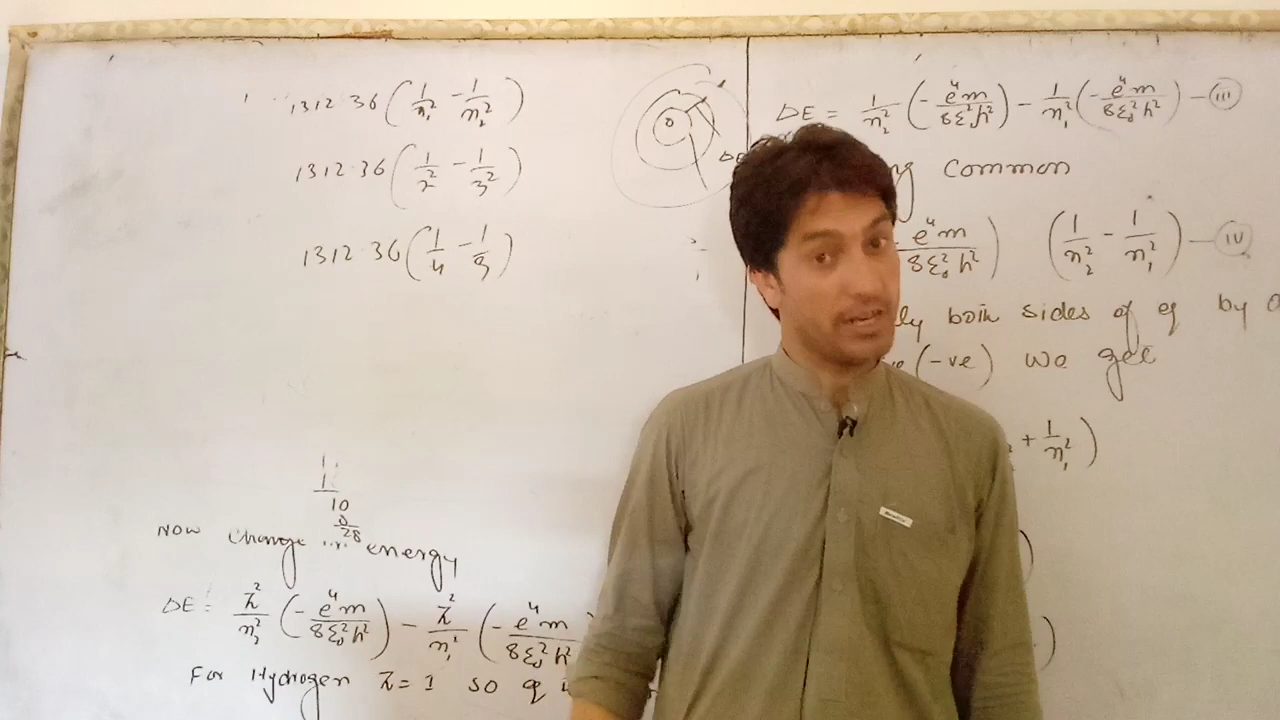 1312.36 (1/n₁² - 1/n₂²)
1312.36 (1/2² - 1/3²)
1312.36 (1/4 - 1/9)
Now change energy
ΔE = Z²/n₂² (- e⁴m/8ε₀²h²) - Z²/n₁² (- e⁴m/8ε₀²h²
For Hydrogen Z=1 so
ΔE = 1/n₂² (- e⁴m/8ε₀²h²) - 1/n₁² (- e⁴m/8ε₀²h²) - (iii)
common
e⁴m/8ε₀²h²) (1/n₂² - 1/n₁²) - (iv)
both sides of eq by
(-ve) we get
+ 1/n₁²)